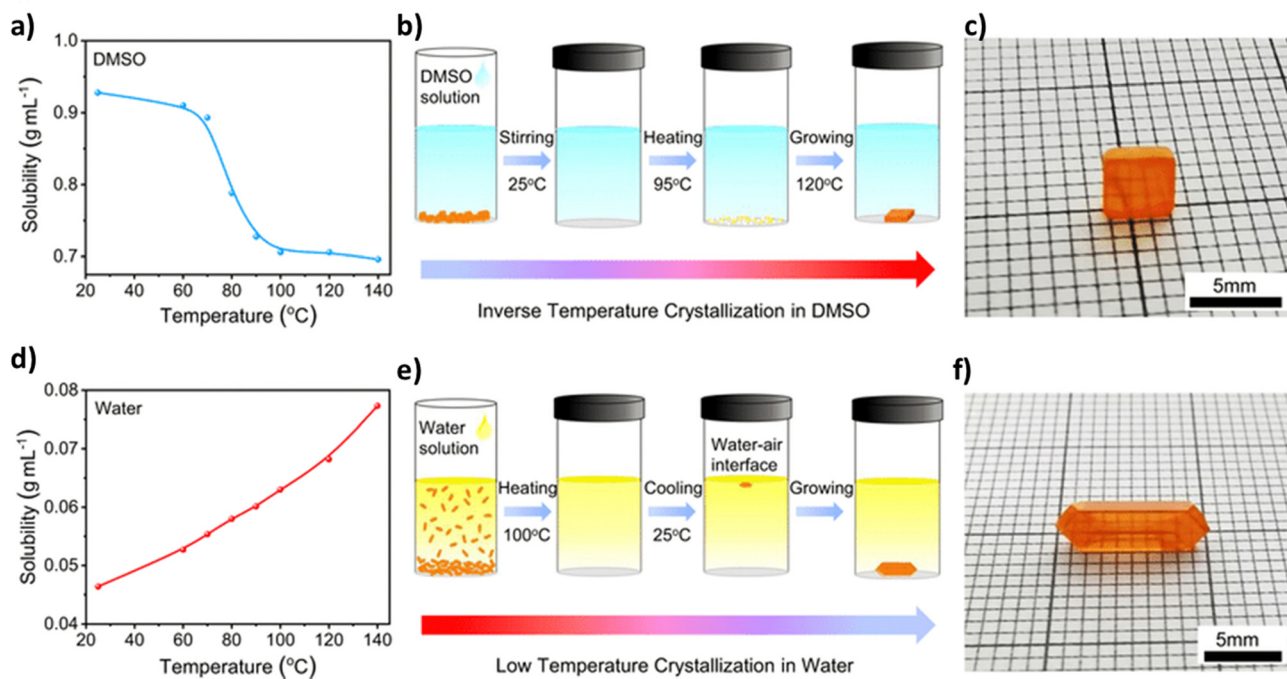 a)
DMSO
1.0
0.9
0.8
0.7
Solubility (g mL⁻¹)
20 40 60 80 100 120 140
Temperature (°C)
b)
DMSO
solution
Stirring
25°C
Heating
95°C
Growing
120°C
Inverse Temperature Crystallization in DMSO
c)
5mm
d)
Water
0.08
0.07
0.06
0.05
0.04
Solubility (g mL⁻¹)
20 40 60 80 100 120 140
Temperature (°C)
e)
Water
solution
Heating
100°C
Cooling
25°C
Water-air
interface
Growing
Low Temperature Crystallization in Water
f)
5mm